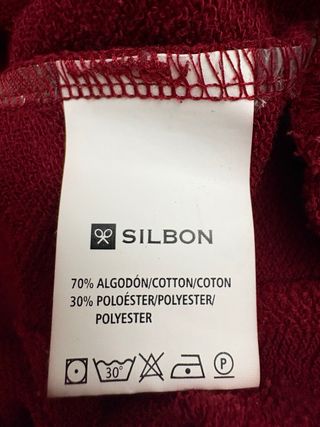 SILBON
70% ALGODÓN/COTTON/COTON
30% POLOÉSTER/POLYESTER/
POLYESTER
30°
P